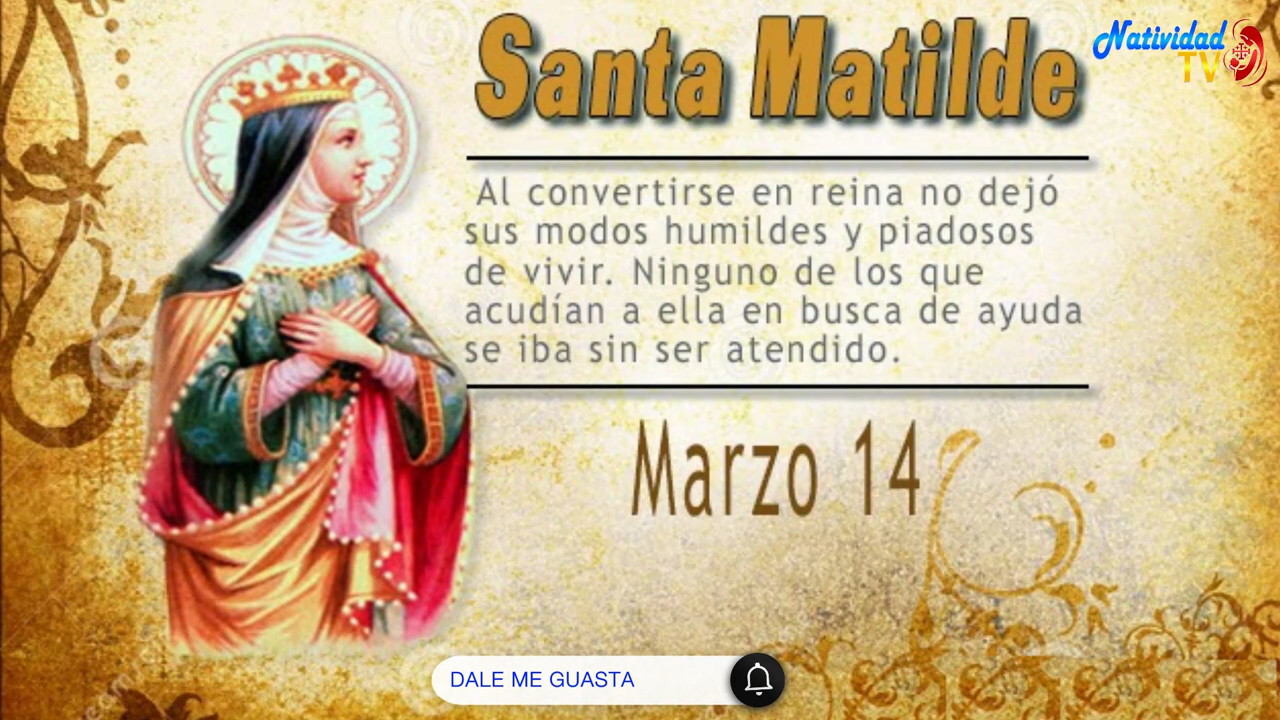 Santa Matilde
Natividad
TV
Al convertirse en reina no dejó
sus modos humildes y piadosos
de vivir. Ninguno de los que
acudían a ella en busca de ayuda
se iba sin ser atendido.
Marzo 14
DALE ME GUASTA